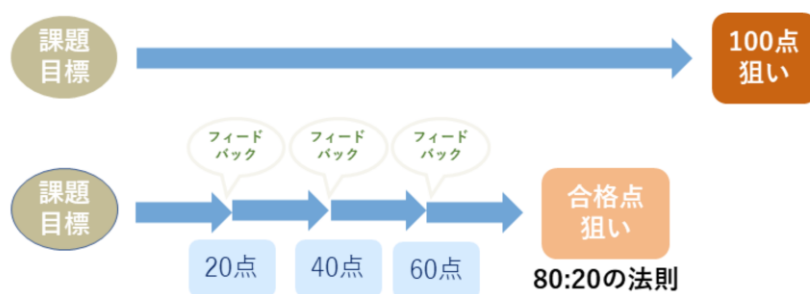 課題
目標
100点
狙い
フィード
バック
フィード
バック
フィード
バック
課題
目標
合格点
狙い
20点
40点
60点
80:20の法則